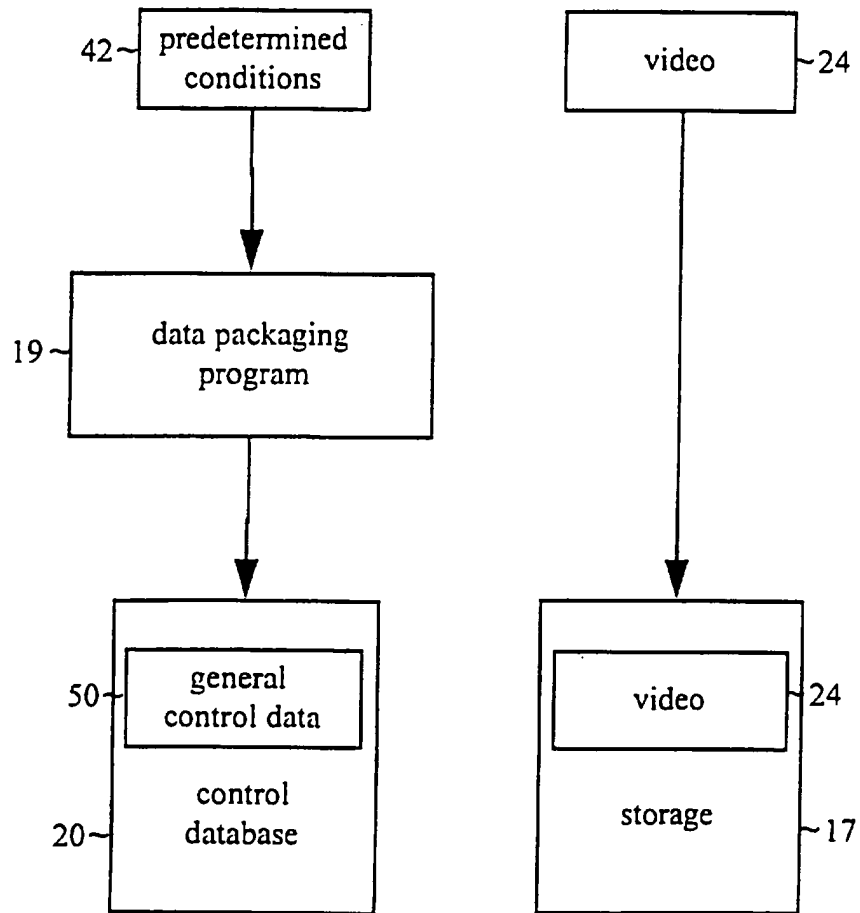 42~ predetermined
conditions
video ~24
19~ data packaging
program
50~ general
control data
20~ control
database
video ~24
storage ~17